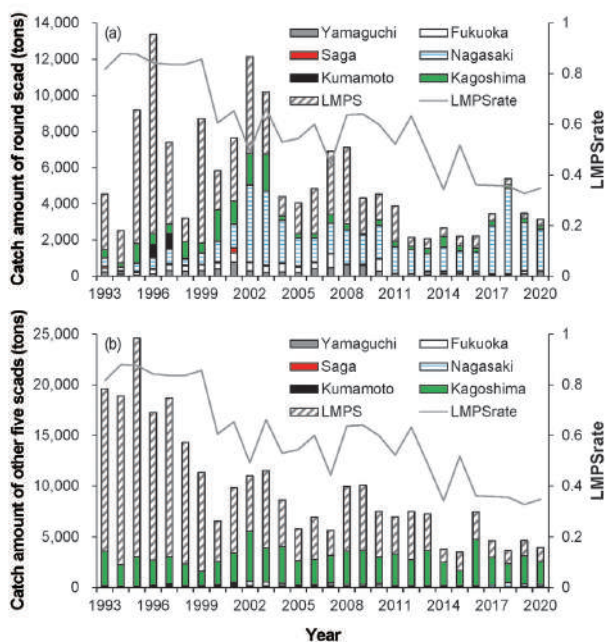 Catch amount of round scad (tons)
14,000
12,000
10,000
8,000
6,000
4,000
2,000
0
(a)
Yamaguchi
Fukuoka
Saga
Nagasaki
Kumamoto
Kagoshima
LMPS
LMPSrate
1
0.8
0.6
0.4
0.2
0
LMPSrate
1993 1996 1999 2002 2005 2008 2011 2014 2017 2020
Catch amount of other five scads (tons)
25,000
20,000
15,000
10,000
5,000
0
(b)
Yamaguchi
Fukuoka
Saga
Nagasaki
Kumamoto
Kagoshima
LMPS
LMPSrate
1
0.8
0.6
0.4
0.2
0
LMPSrate
1993 1996 1999 2002 2005 2008 2011 2014 2017 2020
Year